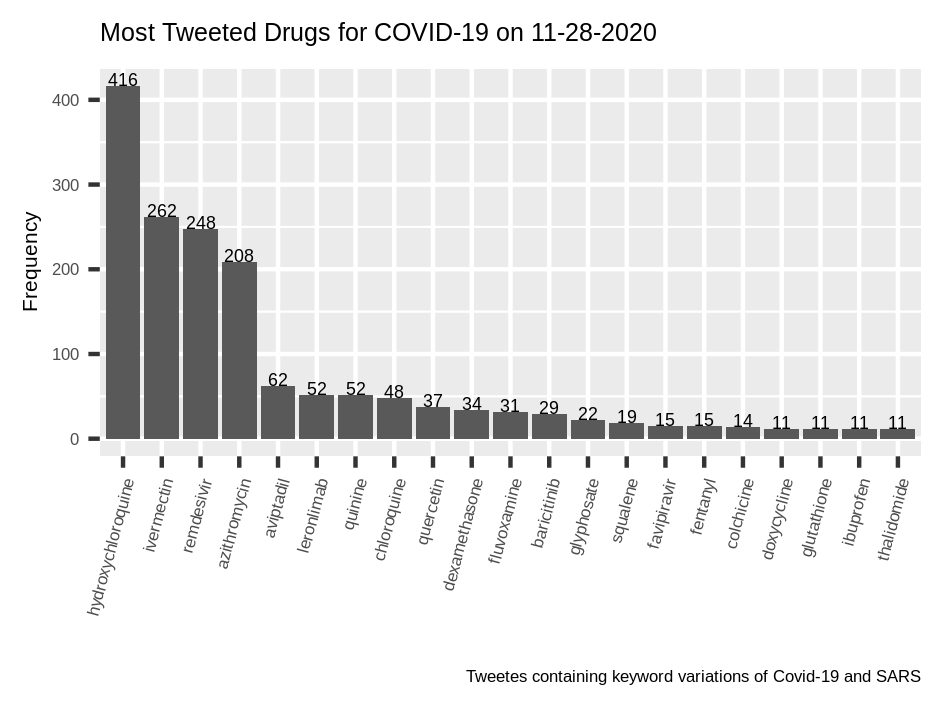 Most Tweeted Drugs for COVID-19 on 11-28-2020
Frequency
400
300
200
100
0
416
262
248
208
62
52
52
48
37
34
31
29
22
19
15
15
14
11
11
11
11
hydroxychloroquine
ivermectin
remdesivir
azithromycin
aviptadil
leronlimab
quinine
chloroquine
quercetin
dexamethasone
fluvoxamine
baricitinib
glyphosate
squalene
favipiravir
fentanyl
colchicine
doxycycline
glutathione
ibuprofen
thalidomide
Tweetes containing keyword variations of Covid-19 and SARS